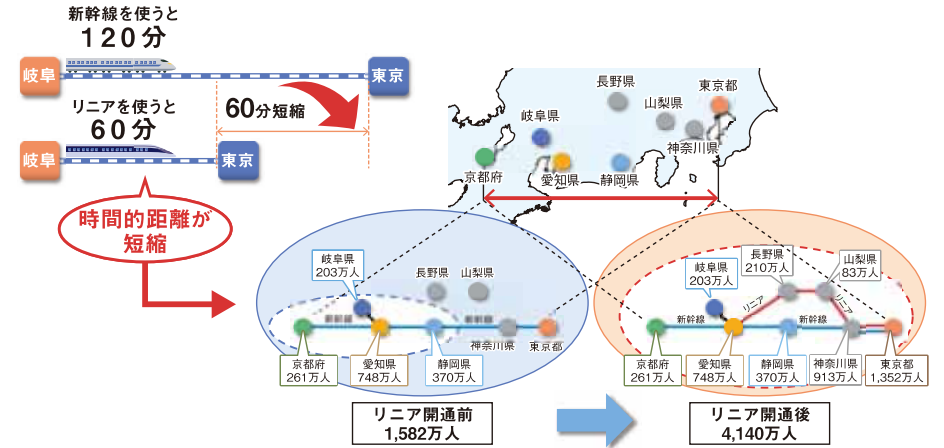 新幹線を使うと
120分
岐阜
東京
リニアを使うと
60分
60分短縮
岐阜
東京
時間的距離が
短縮
長野県
東京都
山梨県
岐阜県
神奈川県
京都府
愛知県
静岡県
岐阜県
203万人
長野県
山梨県
新幹線
新幹線
神奈川県
東京都
京都府
261万人
愛知県
748万人
静岡県
370万人
リニア開通前
1,582万人
長野県
210万人
山梨県
83万人
岐阜県
203万人
リニア
リニア
新幹線
新幹線
京都府
261万人
愛知県
748万人
静岡県
370万人
神奈川県
913万人
東京都
1,352万人
リニア開通後
4,140万人